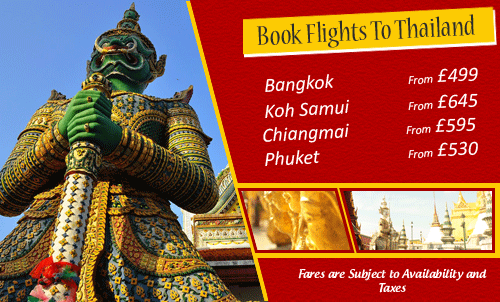 Book Flights To Thailand
Bangkok From £499
Koh Samui From £645
Chiangmai From £595
Phuket From £530
Fares are Subject to Availability and
Taxes